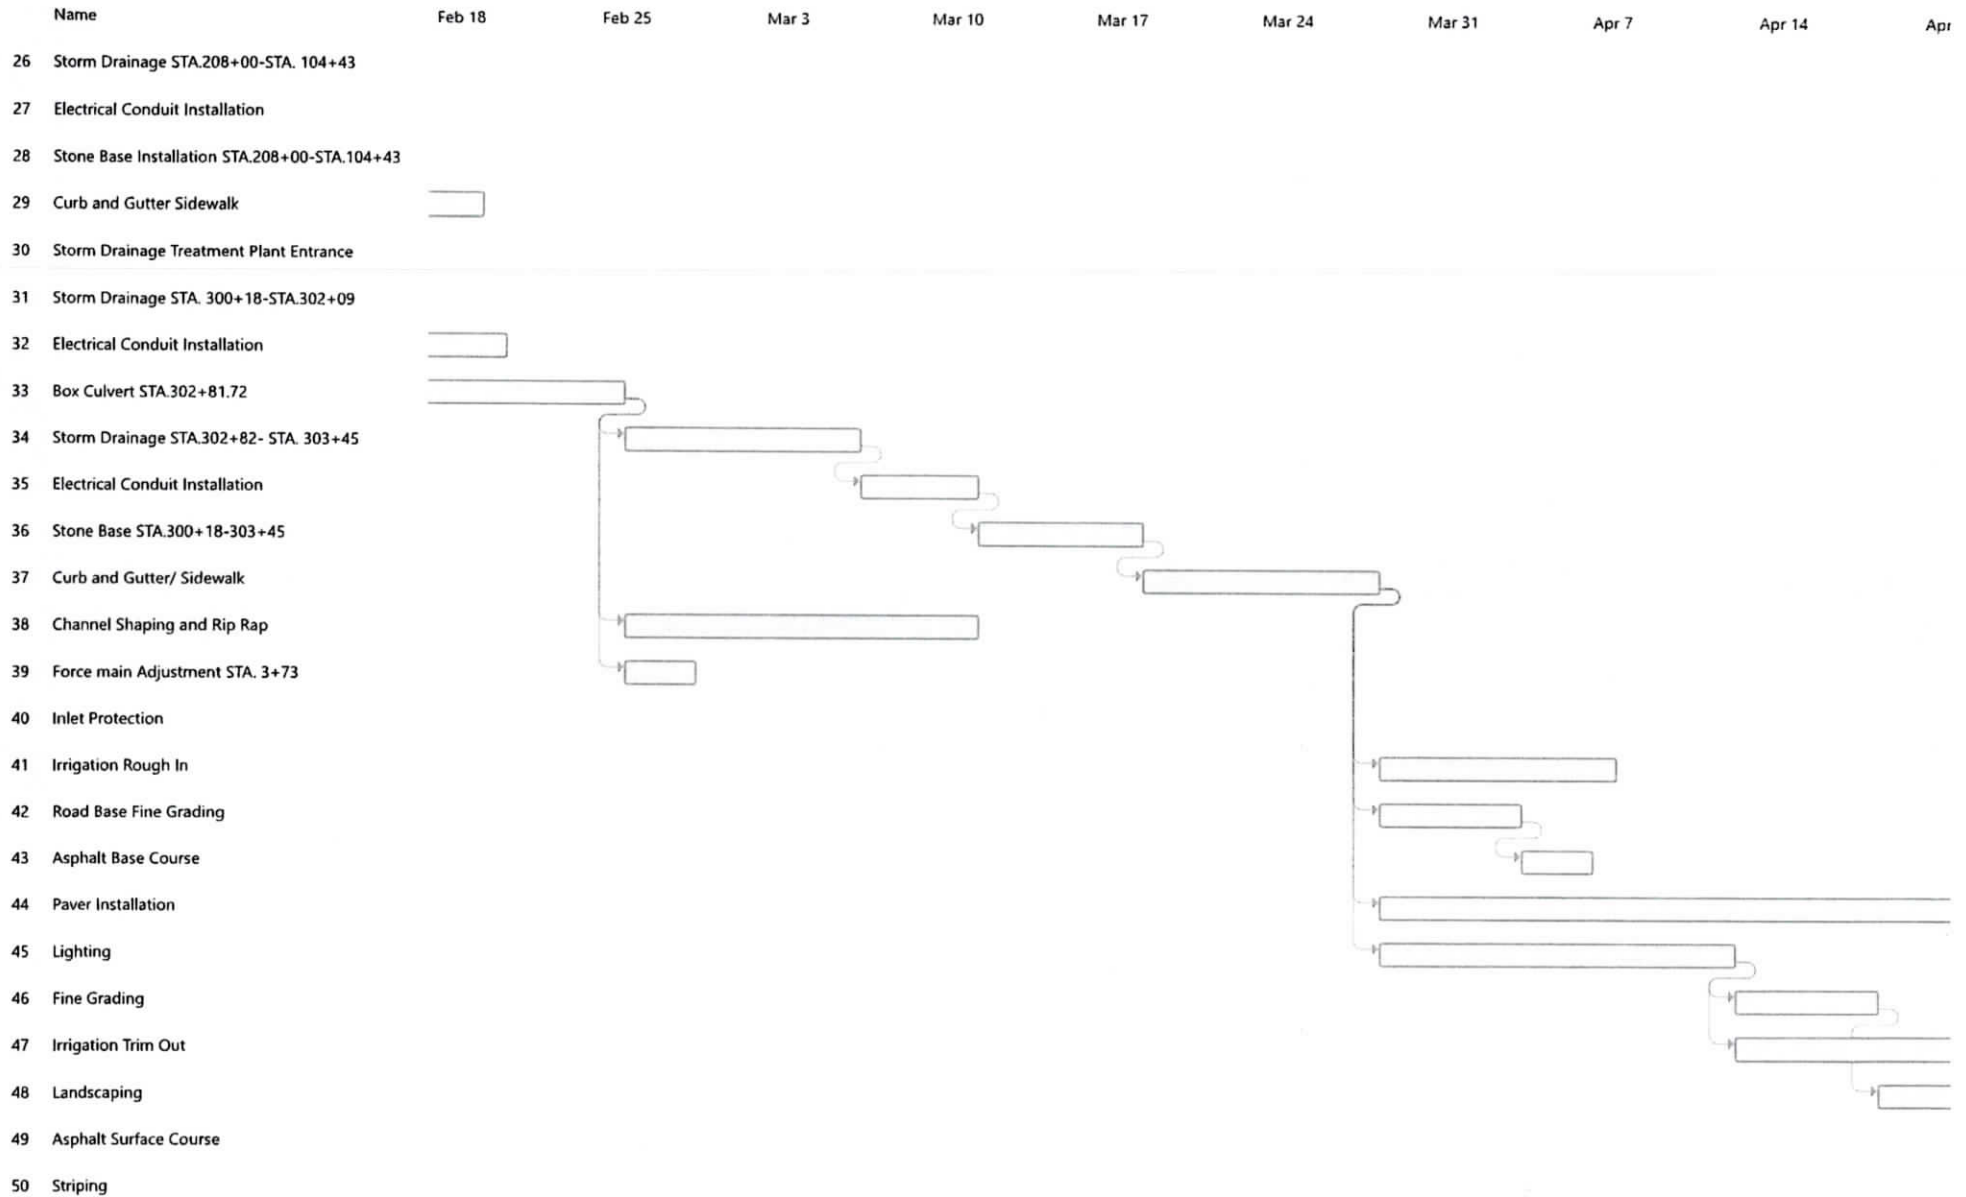 Name Feb 18 Feb 25 Mar 3 Mar 10 Mar 17 Mar 24 Mar 31 Apr 7 Apr 14 Apr
26 Storm Drainage STA.208+00-STA. 104+43
27 Electrical Conduit Installation
28 Stone Base Installation STA.208+00-STA.104+43
29 Curb and Gutter Sidewalk
30 Storm Drainage Treatment Plant Entrance
31 Storm Drainage STA. 300+18-STA.302+09
32 Electrical Conduit Installation
33 Box Culvert STA.302+81.72
34 Storm Drainage STA.302+82- STA. 303+45
35 Electrical Conduit Installation
36 Stone Base STA.300+18-303+45
37 Curb and Gutter/ Sidewalk
38 Channel Shaping and Rip Rap
39 Force main Adjustment STA. 3+73
40 Inlet Protection
41 Irrigation Rough In
42 Road Base Fine Grading
43 Asphalt Base Course
44 Paver Installation
45 Lighting
46 Fine Grading
47 Irrigation Trim Out
48 Landscaping
49 Asphalt Surface Course
50 Striping